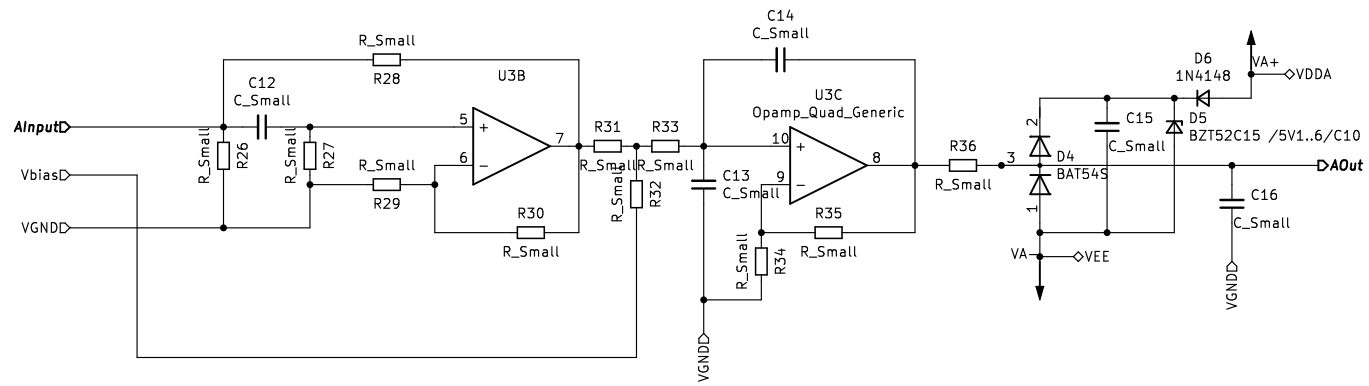 AInput
Vbias
VGND
R_Small
R28
C12
C_Small
R_Small
R26
R_Small
R27
R_Small
R29
U3B
5
+
6
-
7
R30
R_Small
R31
R_Small
R33
R_Small
R_Small
R32
C14
C_Small
C13
C_Small
VGND
U3C
Opamp_Quad_Generic
10
+
9
-
8
R35
R_Small
R_Small
R34
R36
R_Small
3
2
1
D4
BAT54S
C15
C_Small
D6
1N4148
D5
BZT52C15 /5V1..6/C10
VA+
VDDA
VA-
VEE
C16
C_Small
VGND
AOut